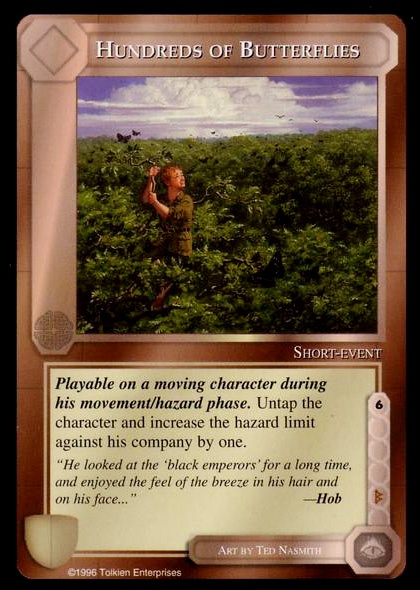 HUNDREDS OF BUTTERFLIES
SHORT-EVENT
Playable on a moving character during
his movement/hazard phase. Untap the
character and increase the hazard limit
against his company by one.
"He looked at the 'black emperors' for a long time,
and enjoyed the feel of the breeze in his hair and
on his face..." —Hob
6
ART BY TED NASMITH
©1996 Tolkien Enterprises